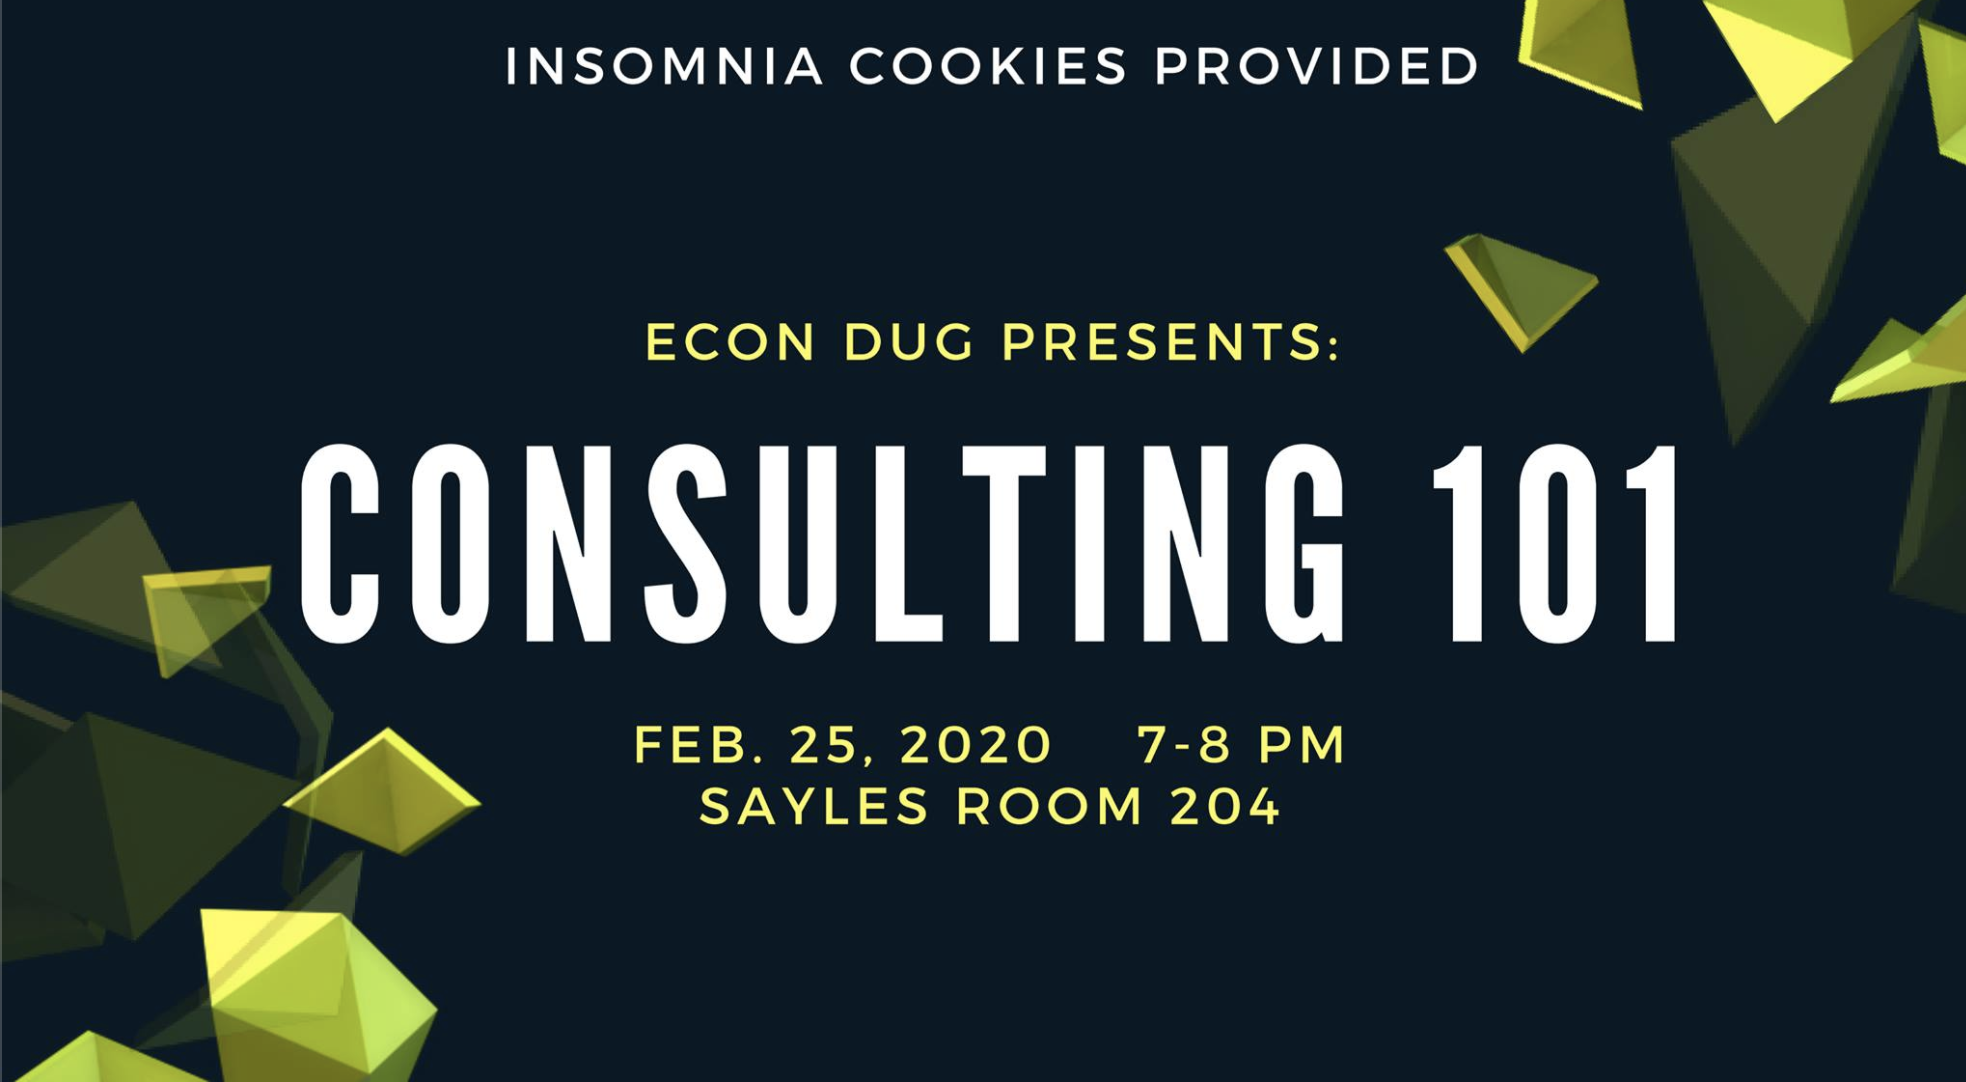 INSOMNIA COOKIES PROVIDED
ECON DUG PRESENTS:
CONSULTING 101
FEB. 25, 2020 7-8 PM
SAYLES ROOM 204